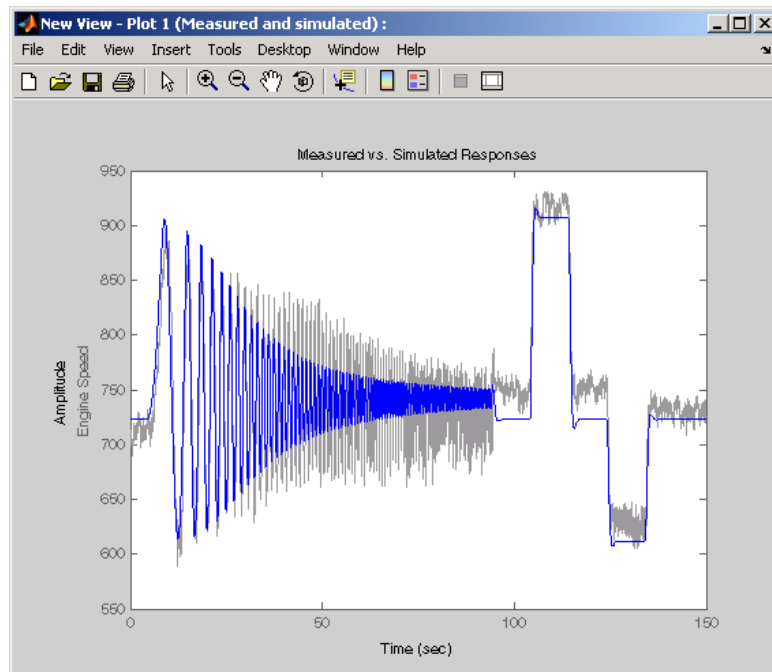 New View - Plot 1 (Measured and simulated) :
File Edit View Insert Tools Desktop Window Help
Measured vs. Simulated Responses
950
900
850
800
750
700
650
600
550
Amplitude
Engine Speed
0 50 100 150
Time (sec)